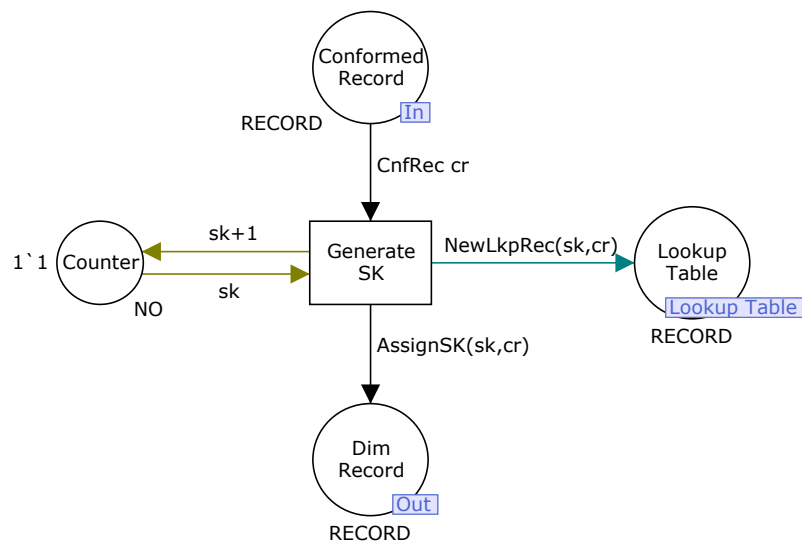 Conformed
Record
In
RECORD
CnfRec cr
sk+1
1`1
Counter
sk
NO
Generate
SK
NewLkpRec(sk,cr)
Lookup
Table
Lookup Table
RECORD
AssignSK(sk,cr)
Dim
Record
Out
RECORD